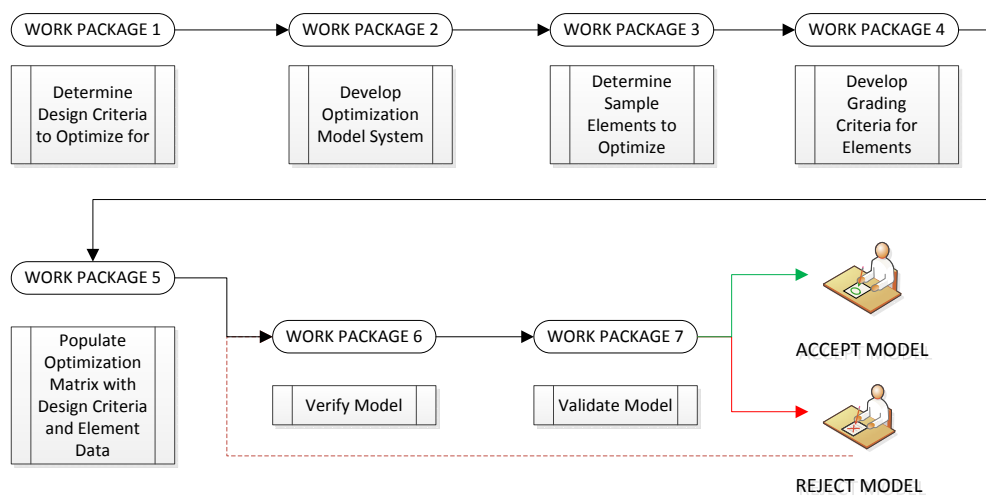 WORK PACKAGE 1
WORK PACKAGE 2
WORK PACKAGE 3
WORK PACKAGE 4
Determine
Design Criteria
to Optimize for
Develop
Optimization
Model System
Determine
Sample
Elements to
Optimize
Develop
Grading
Criteria for
Elements
WORK PACKAGE 5
WORK PACKAGE 6
WORK PACKAGE 7
ACCEPT MODEL
Populate
Optimization
Matrix with
Design Criteria
and Element
Data
Verify Model
Validate Model
REJECT MODEL